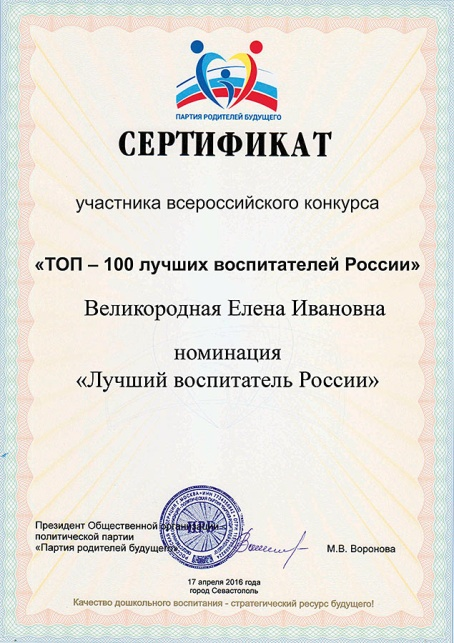 ПАРТИЯ РОДИТЕЛЕЙ БУДУЩЕГО
СЕРТИФИКАТ
участника всероссийского конкурса
«ТОП – 100 лучших воспитателей России»
Великородная Елена Ивановна
номинация
«Лучший воспитатель России»
Президент Общественной организации –
политической партии
«Партия родителей будущего»
ПРБ
М.В. Воронова
17 апреля 2016 года
город Севастополь
Качество дошкольного воспитания - стратегический ресурс будущего!